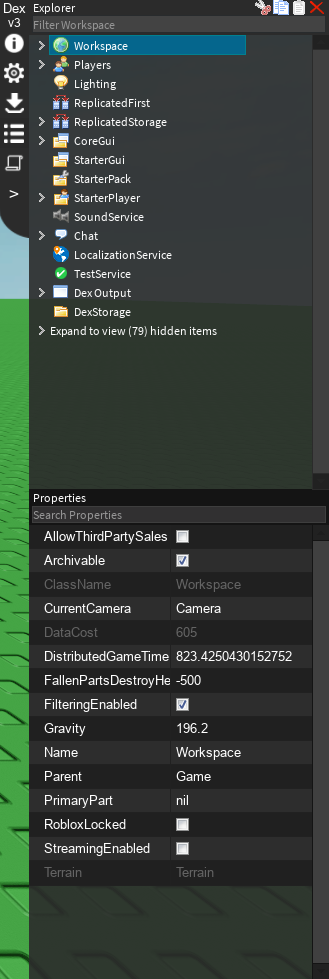 Dex Explorer
v3
Filter Workspace
Workspace
Players
Lighting
ReplicatedFirst
ReplicatedStorage
CoreGui
StarterGui
StarterPack
StarterPlayer
SoundService
Chat
LocalizationService
TestService
Dex Output
DexStorage
Expand to view (79) hidden items
Properties
Search Properties
AllowThirdPartySales
Archivable
ClassName Workspace
CurrentCamera Camera
DataCost 605
DistributedGameTime 823.4250430152752
FallenPartsDestroyHe -500
FilteringEnabled
Gravity 196.2
Name Workspace
Parent Game
PrimaryPart nil
RobloxLocked
StreamingEnabled
Terrain Terrain